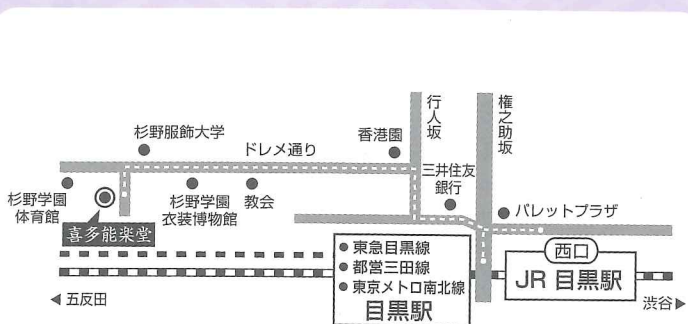 行人坂
権之助坂
杉野服飾大学
ドレメ通り
香港園
三井住友
銀行
杉野学園
体育館
喜多能楽堂
杉野学園
衣装博物館
教会
パレットプラザ
● 東急目黒線
● 都営三田線
● 東京メトロ南北線
目黒駅
西口
JR 目黒駅
◀ 五反田
渋谷▶